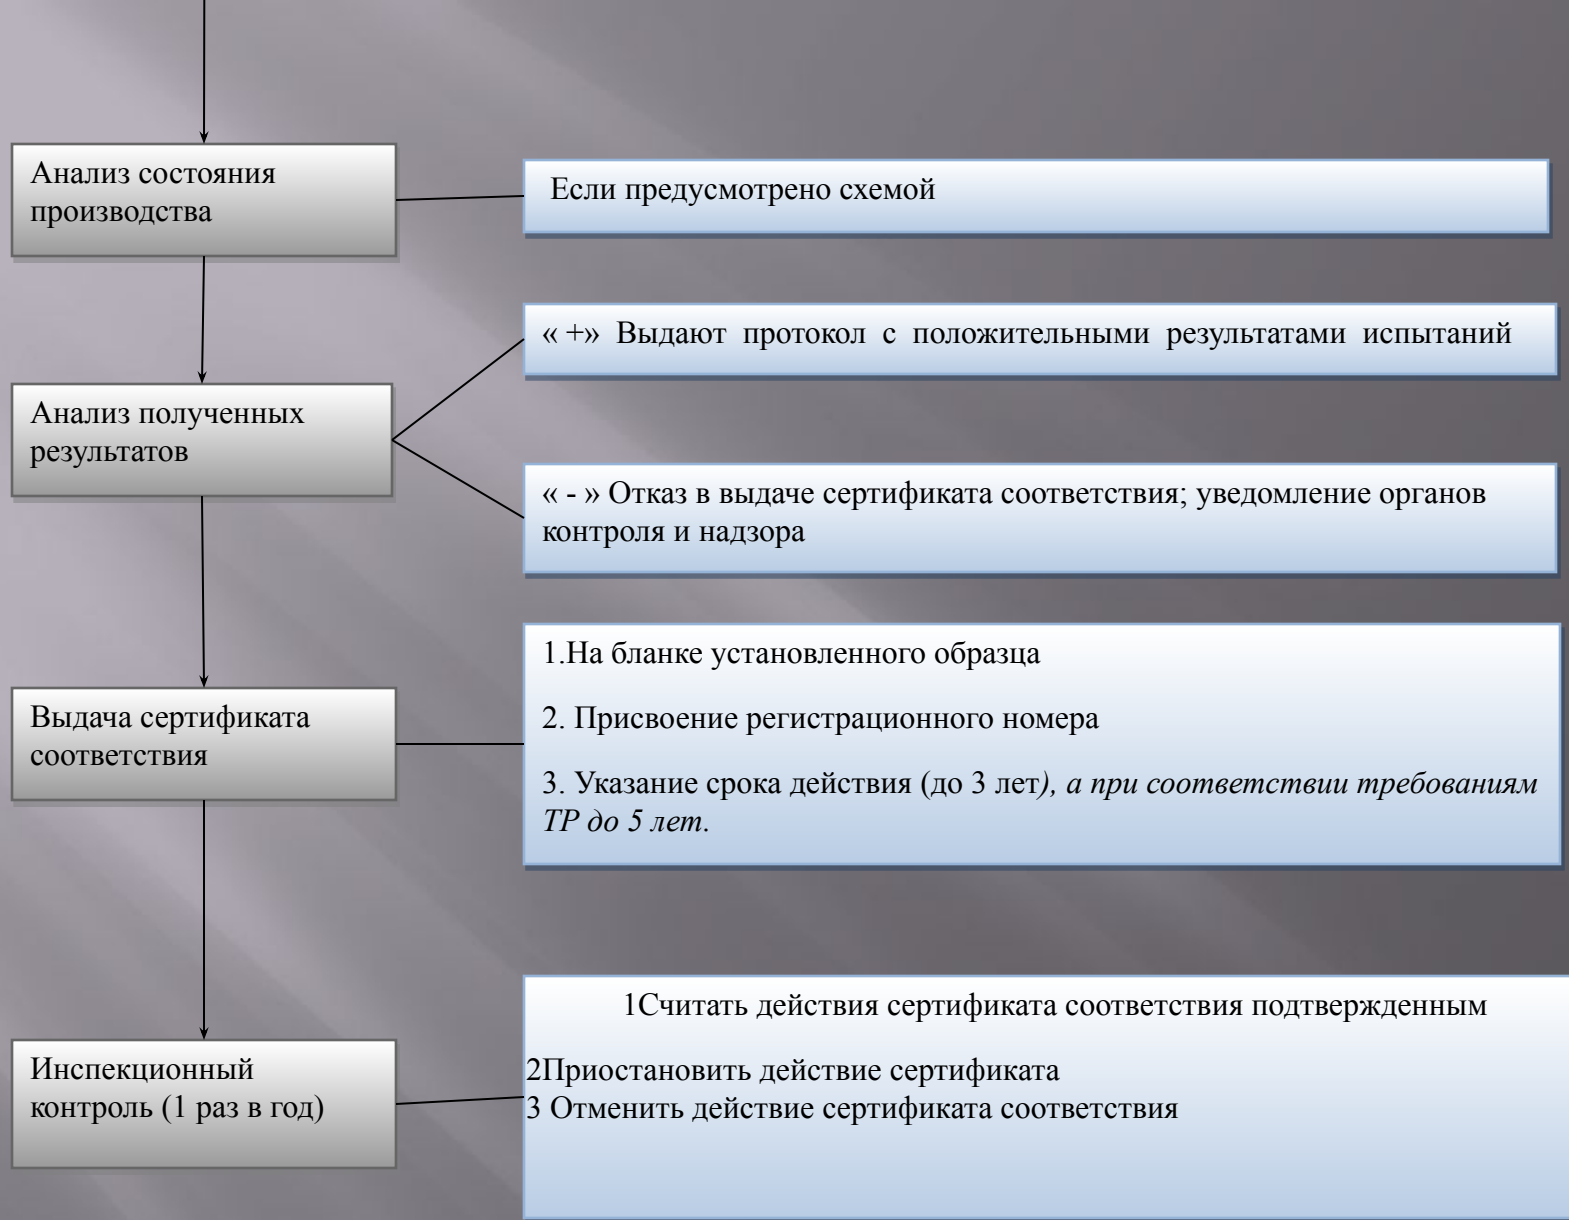 Анализ состояния
производства
Если предусмотрено схемой
« +» Выдают протокол с положительными результатами испытаний
Анализ полученных
результатов
« - » Отказ в выдаче сертификата соответствия; уведомление органов
контроля и надзора
1.На бланке установленного образца
2. Присвоение регистрационного номера
3. Указание срока действия (до 3 лет), а при соответствии требованиям
ТР до 5 лет.
Выдача сертификата
соответствия
1Считать действия сертификата соответствия подтвержденным
2Приостановить действие сертификата
3 Отменить действие сертификата соответствия
Инспекционный
контроль (1 раз в год)